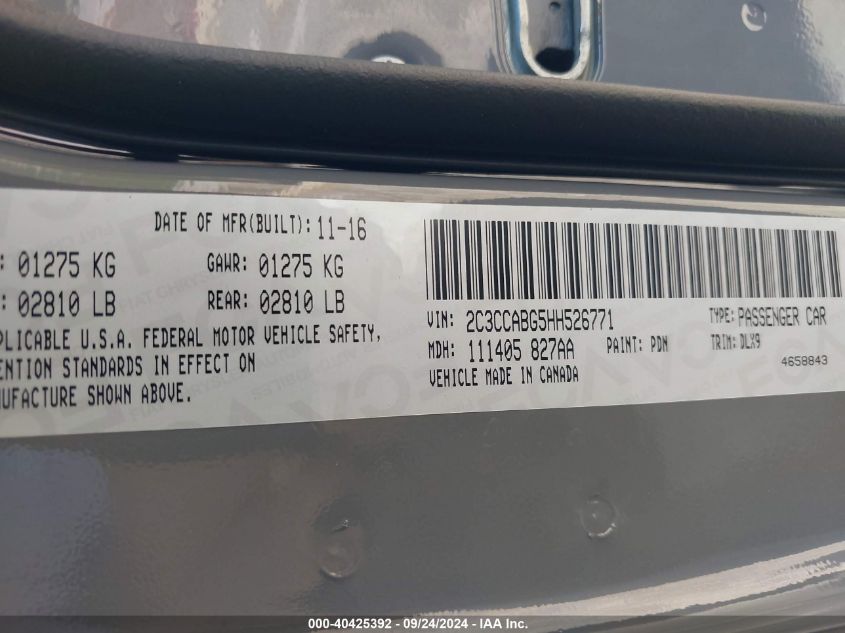 DATE OF MFR(BUILT): 11-16
: 01275 KG GAWR: 01275 KG
: 02810 LB REAR: 02810 LB
PLICABLE U.S.A. FEDERAL MOTOR VEHICLE SAFETY,
ENTION STANDARDS IN EFFECT ON
NUFACTURE SHOWN ABOVE.
VIN: 2C3CCABG5HH526771 TYPE: PASSENGER CAR
MDH: 111405 827AA PAINT: PDN TRIM: DLX9
VEHICLE MADE IN CANADA 4658843
000-40425392 - 09/24/2024 - IAA Inc.